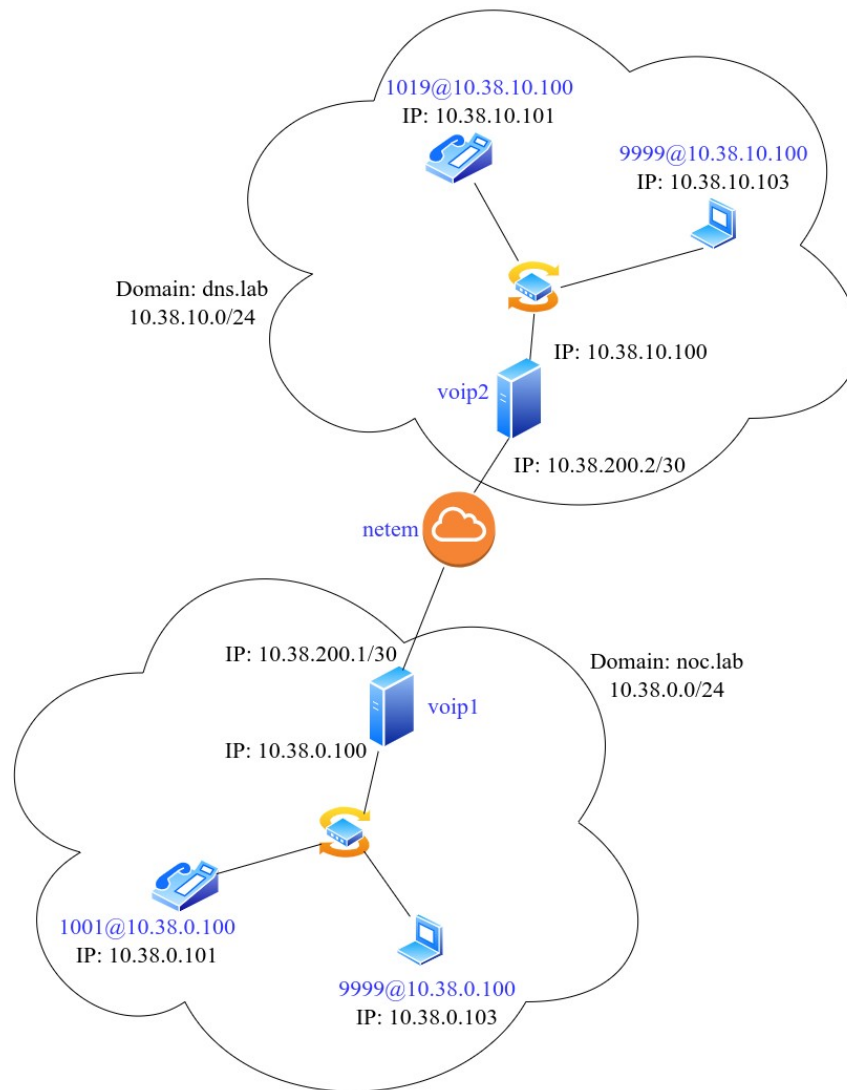 1019@10.38.10.100
IP: 10.38.10.101
9999@10.38.10.100
IP: 10.38.10.103
Domain: dns.lab
10.38.10.0/24
IP: 10.38.10.100
voip2
IP: 10.38.200.2/30
netem
IP: 10.38.200.1/30
Domain: noc.lab
10.38.0.0/24
voip1
IP: 10.38.0.100
1001@10.38.0.100
IP: 10.38.0.101
9999@10.38.0.100
IP: 10.38.0.103